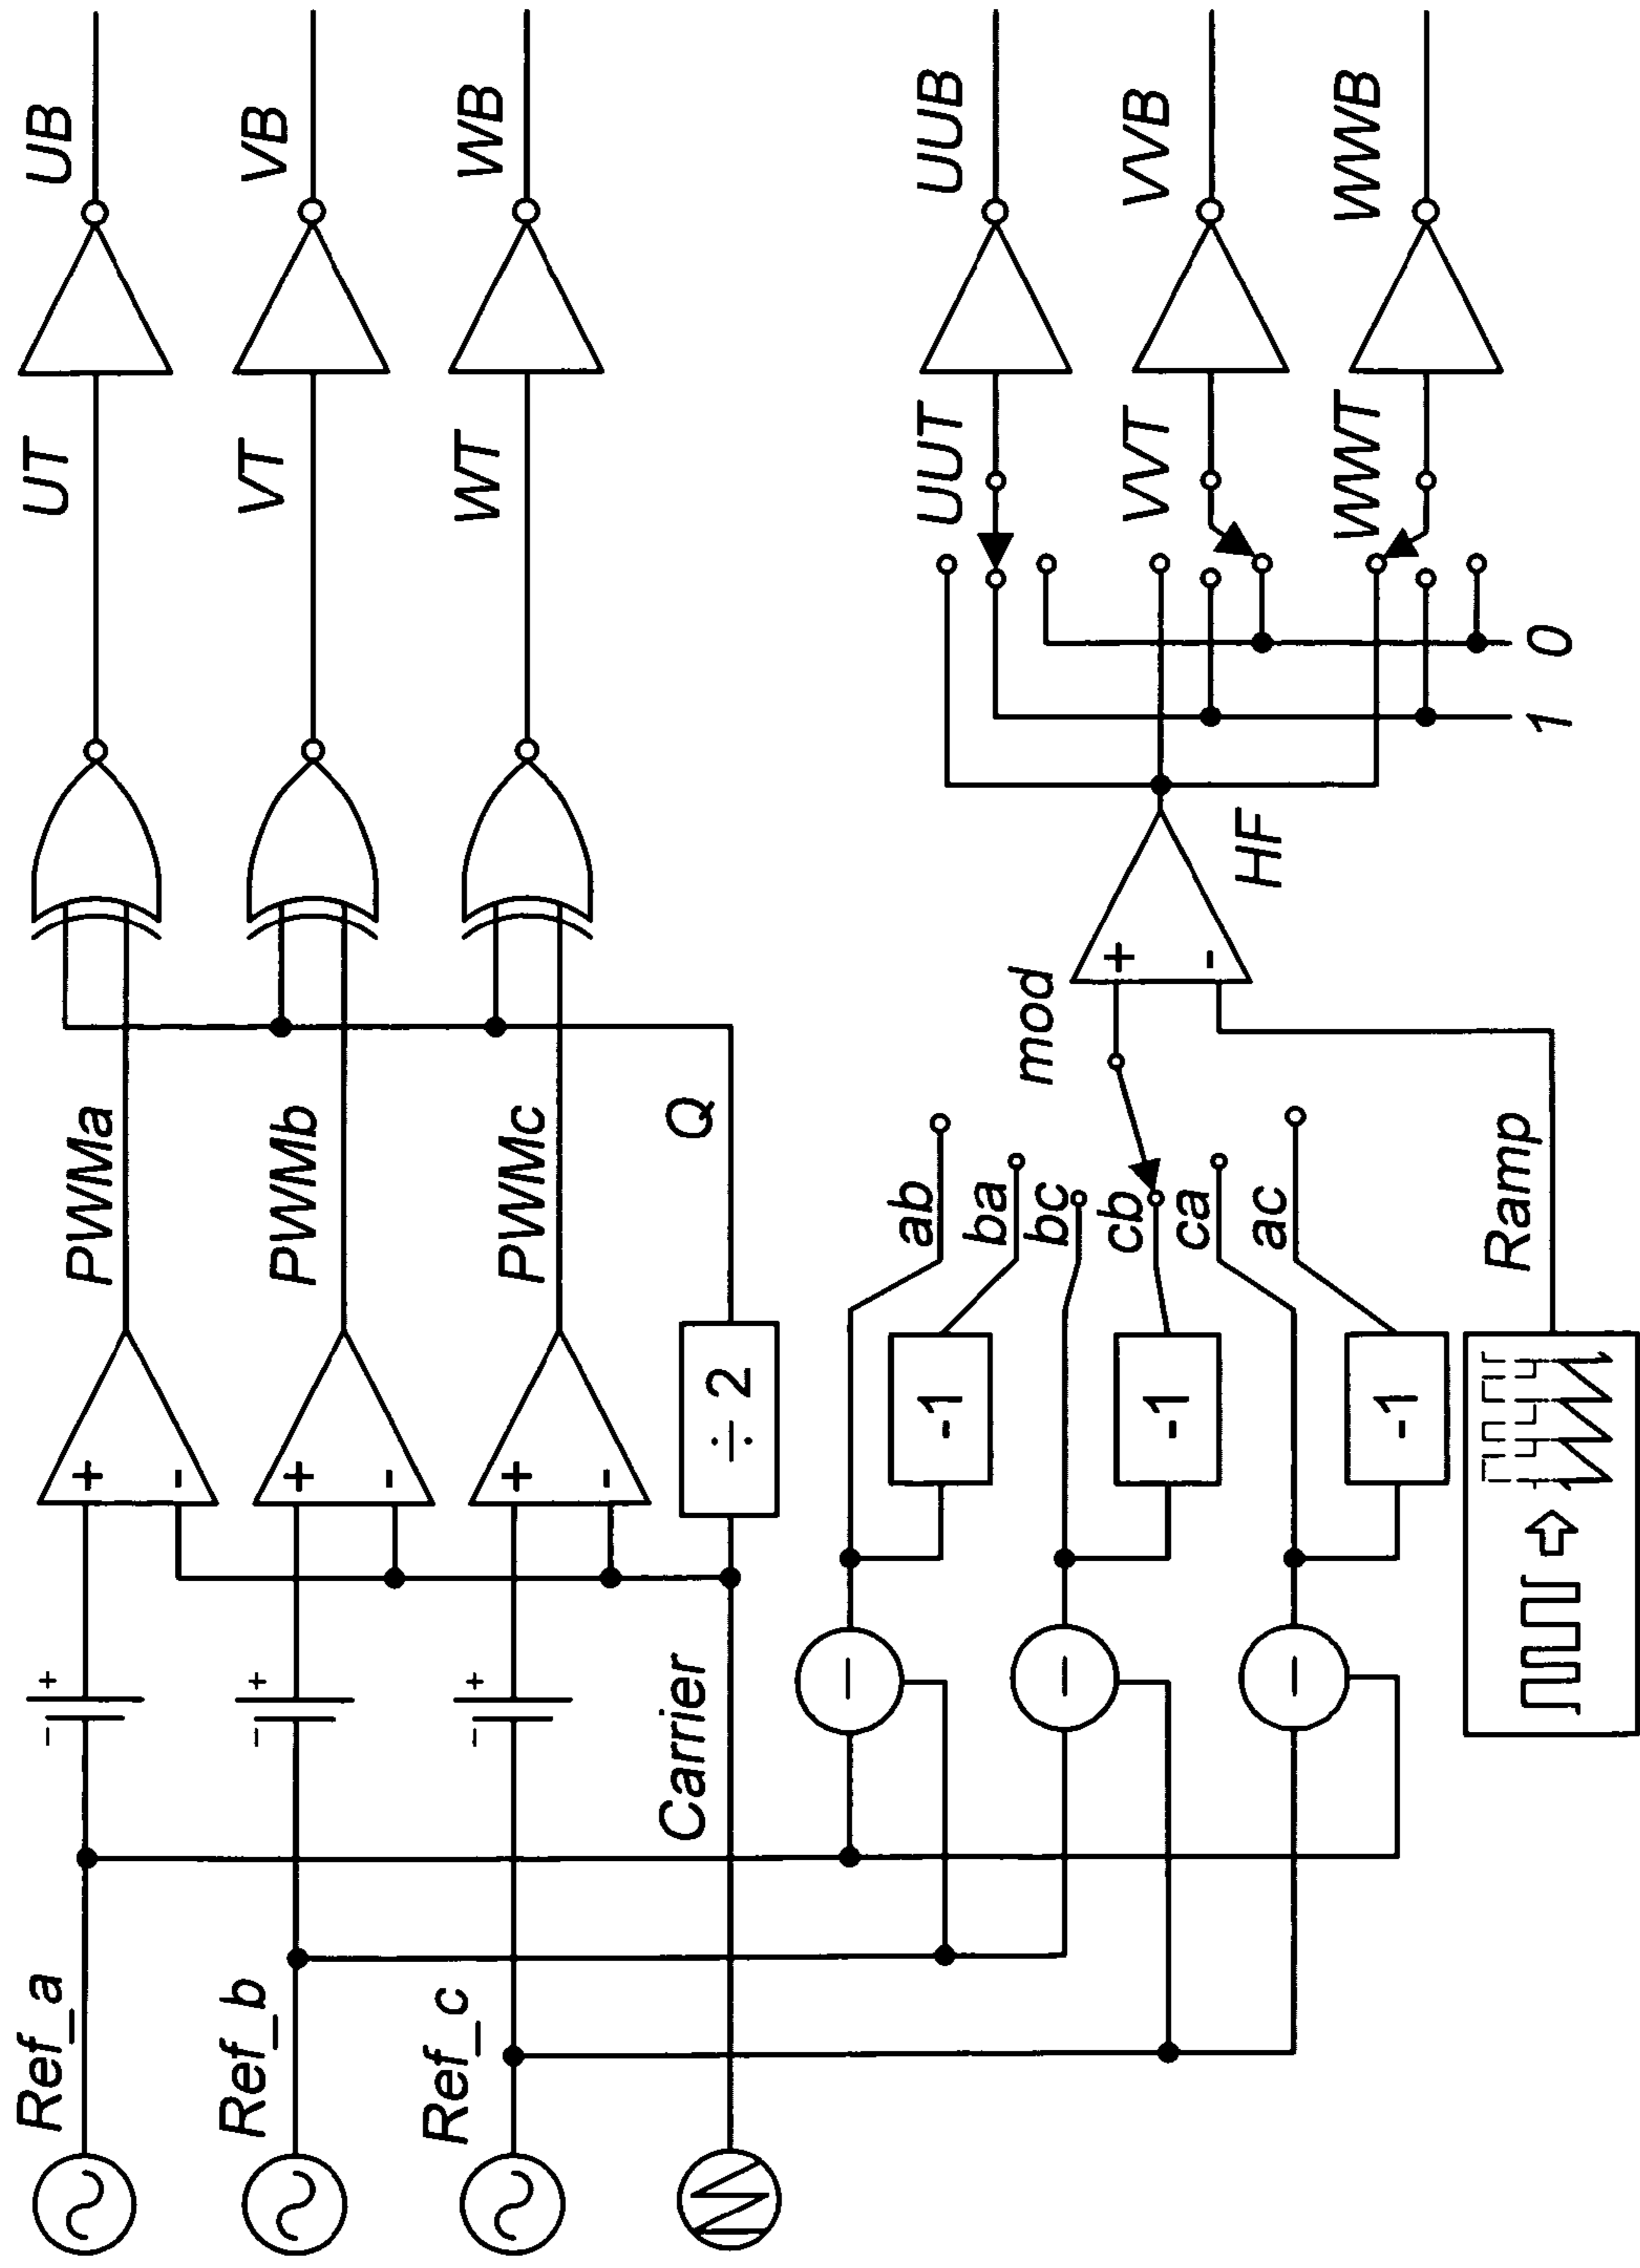 Ref_a
Ref_b
Ref_c
Carrier
+
−
+
−
+
−
+
-
+
-
+
-
÷ 2
PWMa
PWMb
PWMc
Q
UT
VT
WT
UB
VB
WB
−
−
−
-1
-1
-1
ab
ba
bc
cb
ca
ac
Ramp
mod
+
-
HF
1
0
UUT
VVT
WWT
UUB
VVB
WWB